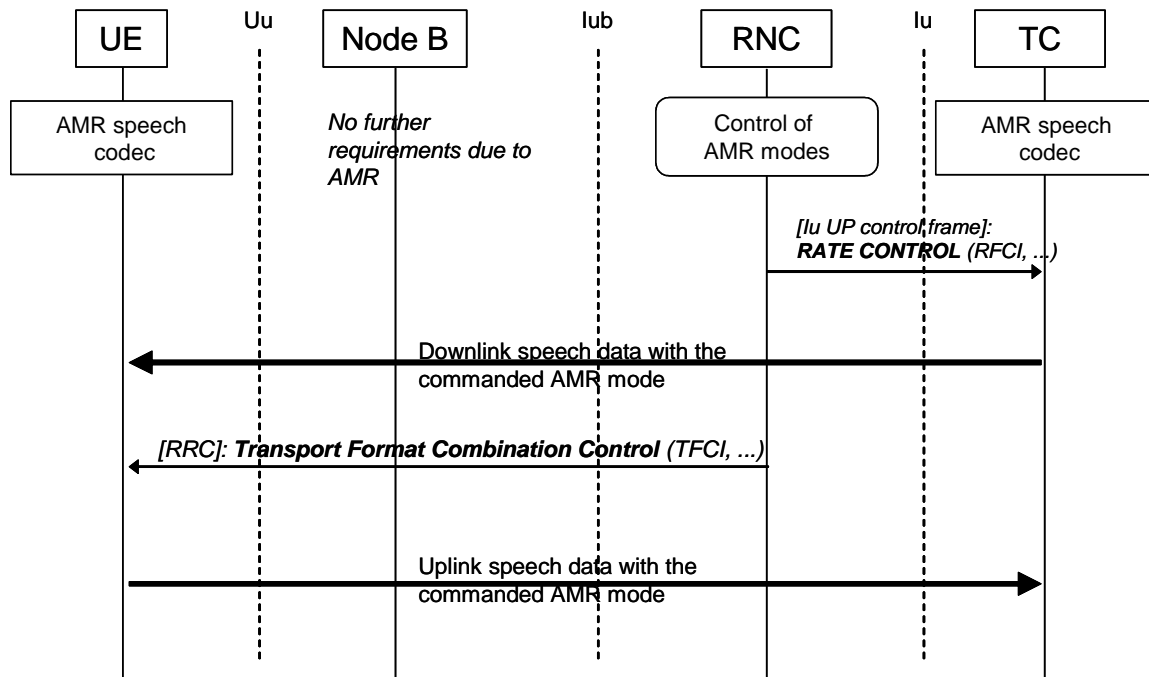 Uu
Iub
Iu
UE
Node B
RNC
TC
AMR speech
codec
No further
requirements due to
AMR
Control of
AMR modes
AMR speech
codec
[Iu UP control frame]:
RATE CONTROL (RFCI, ...)
Downlink speech data with the
commanded AMR mode
[RRC]: Transport Format Combination Control (TFCI, ...)
Uplink speech data with the
commanded AMR mode